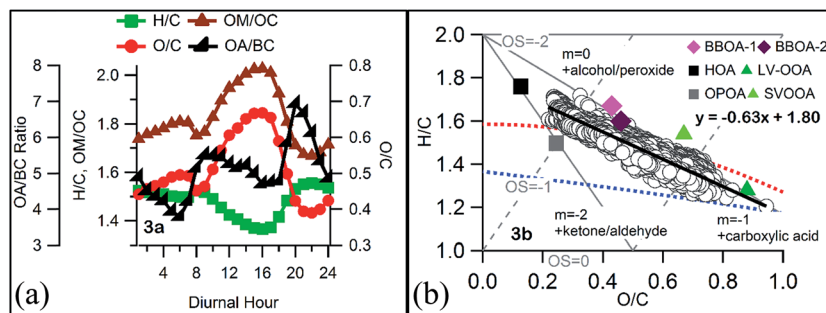 H/C OM/OC
O/C OA/BC
OA/BC Ratio
8
7
6
5
4
3
H/C, OM/OC
2.0
1.8
1.6
1.4
O/C
0.8
0.7
0.6
0.5
0.4
0.3
3a
0 4 8 12 16 20 24
Diurnal Hour
(a)
H/C
2.0
1.8
1.6
1.4
1.2
1.0
OS=-2
m=0
+alcohol/peroxide
BBOA-1 BBOA-2
HOA LV-OOA
OPOA SVOOA
y = -0.63x + 1.80
OS=-1
m=-2
+ketone/aldehyde
m=-1
+carboxylic acid
3b
OS=0
0.0 0.2 0.4 0.6 0.8 1.0
O/C
(b)